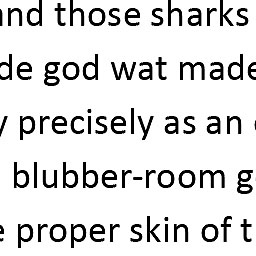 and those sharks
de god wat made
y precisely as an
blubber-room g
e proper skin of t